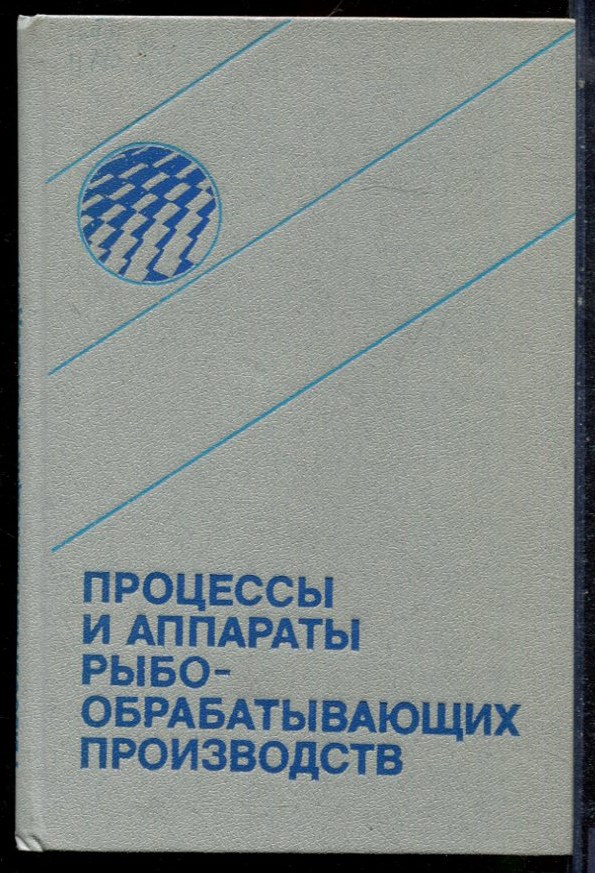 ПРОЦЕССЫ
И АППАРАТЫ
РЫБО-
ОБРАБАТЫВАЮЩИХ
ПРОИЗВОДСТВ